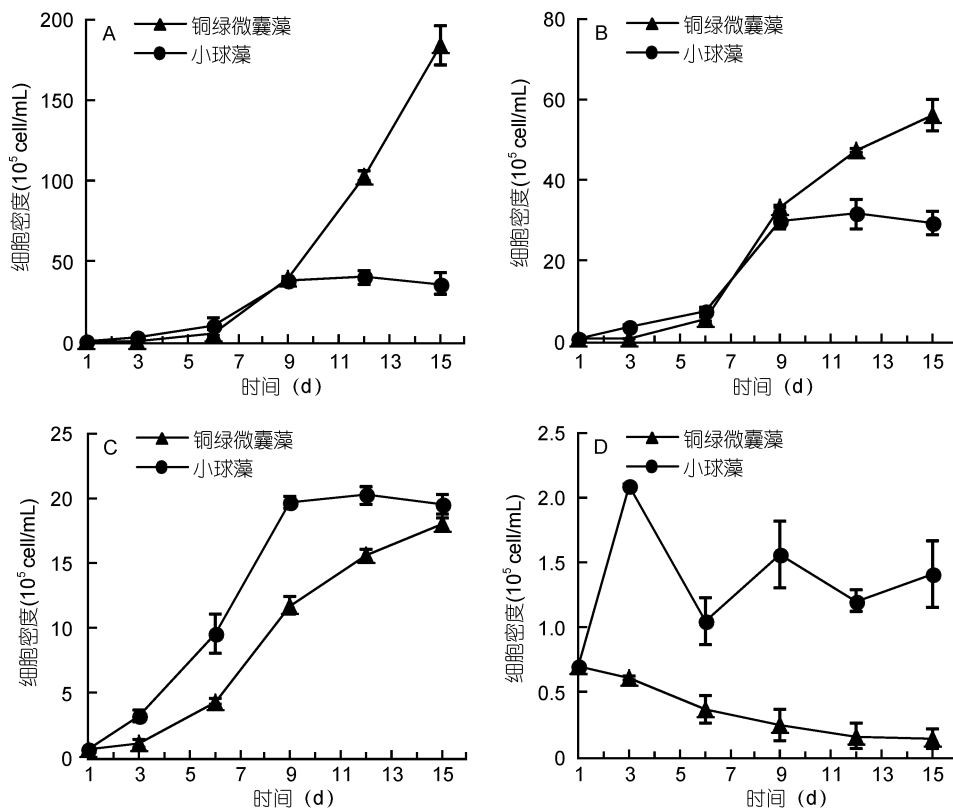 A
铜绿微囊藻
小球藻
细胞密度(10⁵ cell/mL)
200
150
100
50
0
1 3 5 7 9 11 13 15
时间 (d)
B
铜绿微囊藻
小球藻
细胞密度(10⁵ cell/mL)
80
60
40
20
0
1 3 5 7 9 11 13 15
时间 (d)
C
铜绿微囊藻
小球藻
细胞密度(10⁵ cell/mL)
25
20
15
10
5
0
1 3 5 7 9 11 13 15
时间 (d)
D
铜绿微囊藻
小球藻
细胞密度(10⁵ cell/mL)
2.5
2.0
1.5
1.0
0.5
0
1 3 5 7 9 11 13 15
时间 (d)